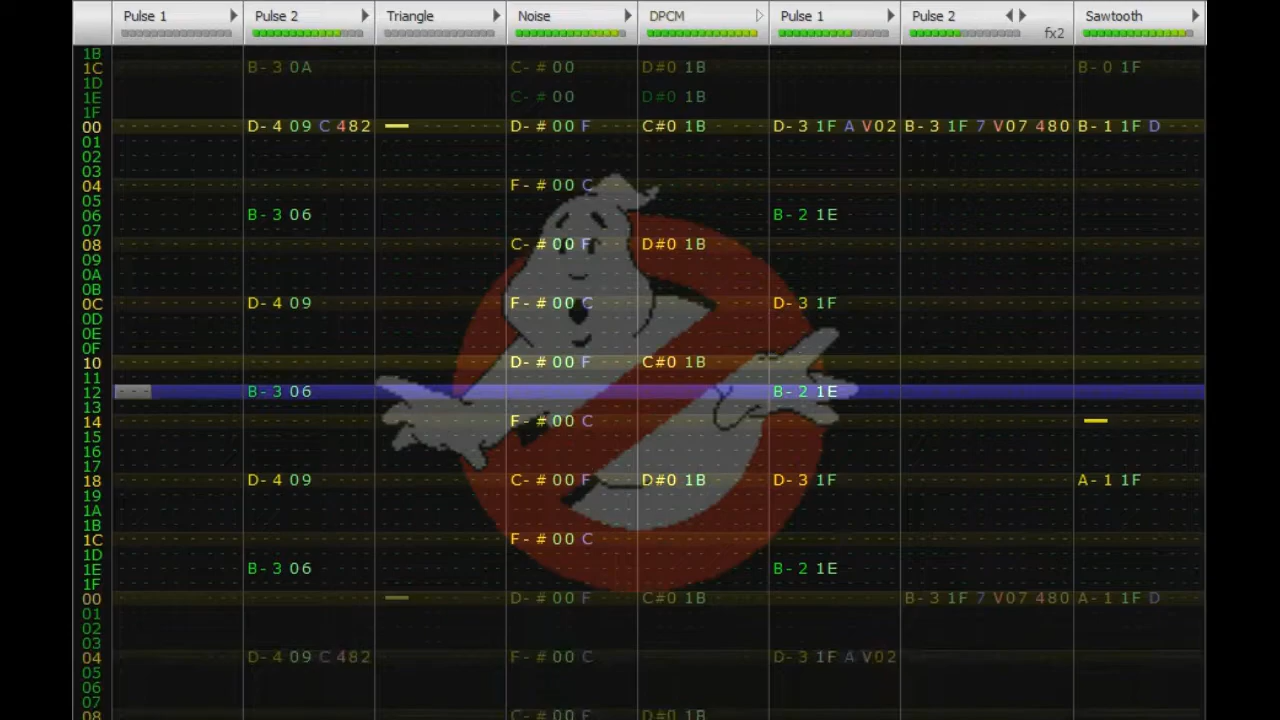 Pulse 1 Pulse 2 Triangle Noise DPCM Pulse 1 Pulse 2 Sawtooth
fx2
1B
1C B-3 0A C-# 00 D#0 1B B-0 1F
1D
1E C-# 00 D#0 1B
1F
00 D-4 09 C 482 D-# 00 F C#0 1B D-3 1F A V02 B-3 1F 7 V07 480 B-1 1F D
01
02
03
04 F-# 00 C
05
06 B-3 06 B-2 1E
07
08 C-# 00 F D#0 1B
09
0A
0B
0C D-4 09 F-# 00 C D-3 1F
0D
0E
0F
10 D-# 00 F C#0 1B
11
12 --- B-3 06 B-2 1E
13
14 F-# 00 C
15
16
17
18 D-4 09 C-# 00 F D#0 1B D-3 1F A-1 1F
19
1A
1B
1C F-# 00 C
1D
1E B-3 06 B-2 1E
1F
00 D-# 00 F C#0 1B B-3 1F 7 V07 480 A-1 1F D
01
02
03
04 D-4 09 C 482 F-# 00 C D-3 1F A V02
05
06
07
08 C-# 00 F D#0 1B